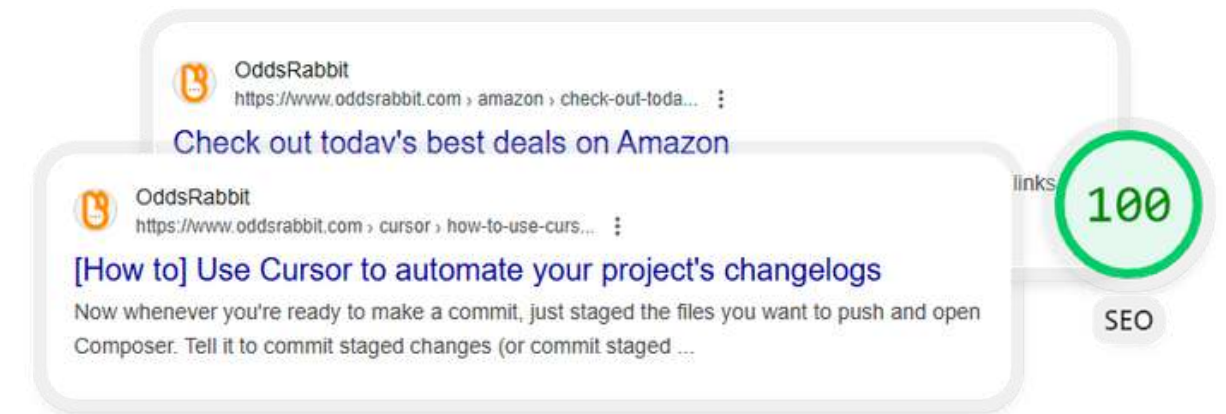 OddsRabbit
https://www.oddsrabbit.com › amazon › check-out-toda...
Check out today's best deals on Amazon
links
OddsRabbit
https://www.oddsrabbit.com › cursor › how-to-use-curs...
[How to] Use Cursor to automate your project's changelogs
Now whenever you're ready to make a commit, just staged the files you want to push and open
Composer. Tell it to commit staged changes (or commit staged ...
100
SEO